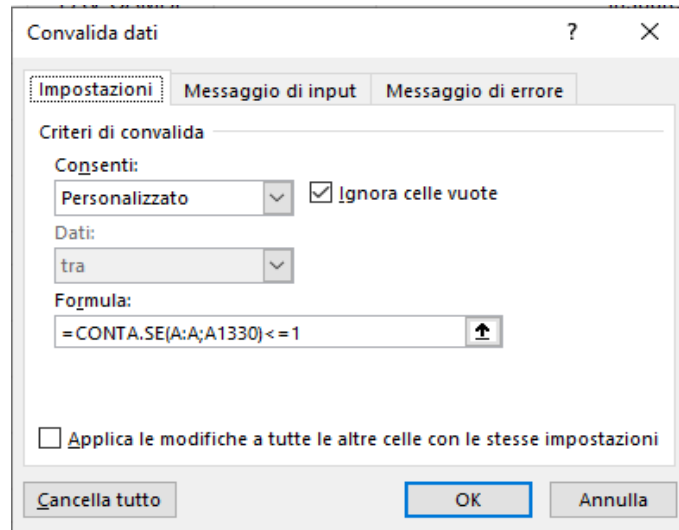 Convalida dati ? ×
Impostazioni Messaggio di input Messaggio di errore
Criteri di convalida
Consenti:
Personalizzato Ignora celle vuote
Dati:
tra
Formula:
=CONTA.SE(A:A;A1330)<=1
Applica le modifiche a tutte le altre celle con le stesse impostazioni
Cancella tutto OK Annulla